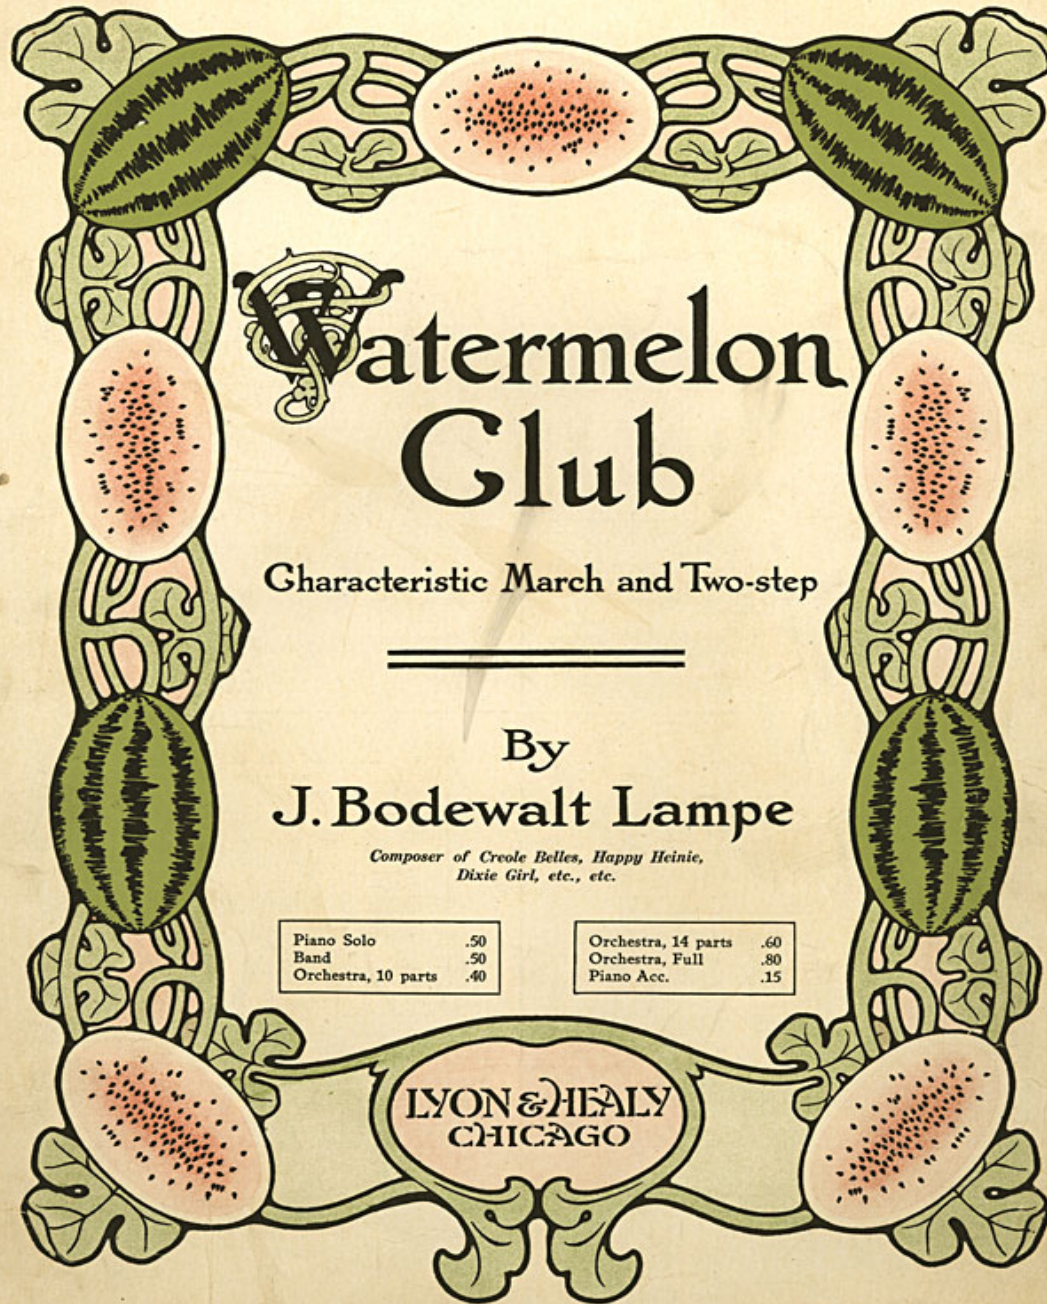 Watermelon
Club
Characteristic March and Two-step
By
J. Bodewalt Lampe
Composer of Creole Belles, Happy Heinie,
Dixie Girl, etc., etc.
Piano Solo .50
Band .50
Orchestra, 10 parts .40
Orchestra, 14 parts .60
Orchestra, Full .80
Piano Acc. .15
LYON & HEALY
CHICAGO